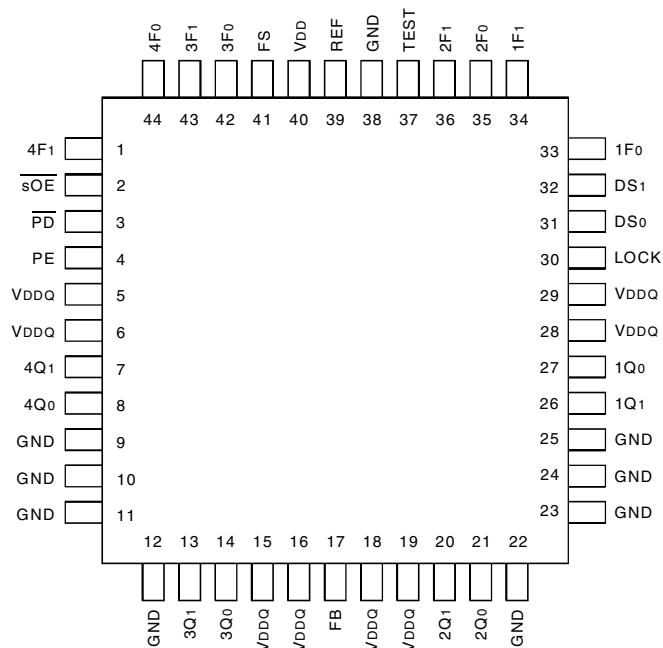 4F0 3F1 3F0 FS VDD REF GND TEST 2F1 2F0 1F1
44 43 42 41 40 39 38 37 36 35 34
4F1 1 33 1F0
sOE 2 32 DS1
PD 3 31 DS0
PE 4 30 LOCK
VDDQ 5 29 VDDQ
VDDQ 6 28 VDDQ
4Q1 7 27 1Q0
4Q0 8 26 1Q1
GND 9 25 GND
GND 10 24 GND
GND 11 23 GND
12 13 14 15 16 17 18 19 20 21 22
GND 3Q1 3Q0 VDDQ VDDQ FB VDDQ VDDQ 2Q1 2Q0 GND